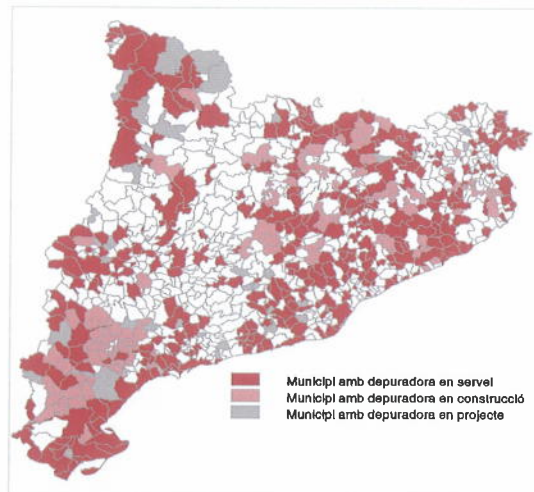 Municipi amb depuradora en servei
Municipi amb depuradora en construcció
Municipi amb depuradora en projecte